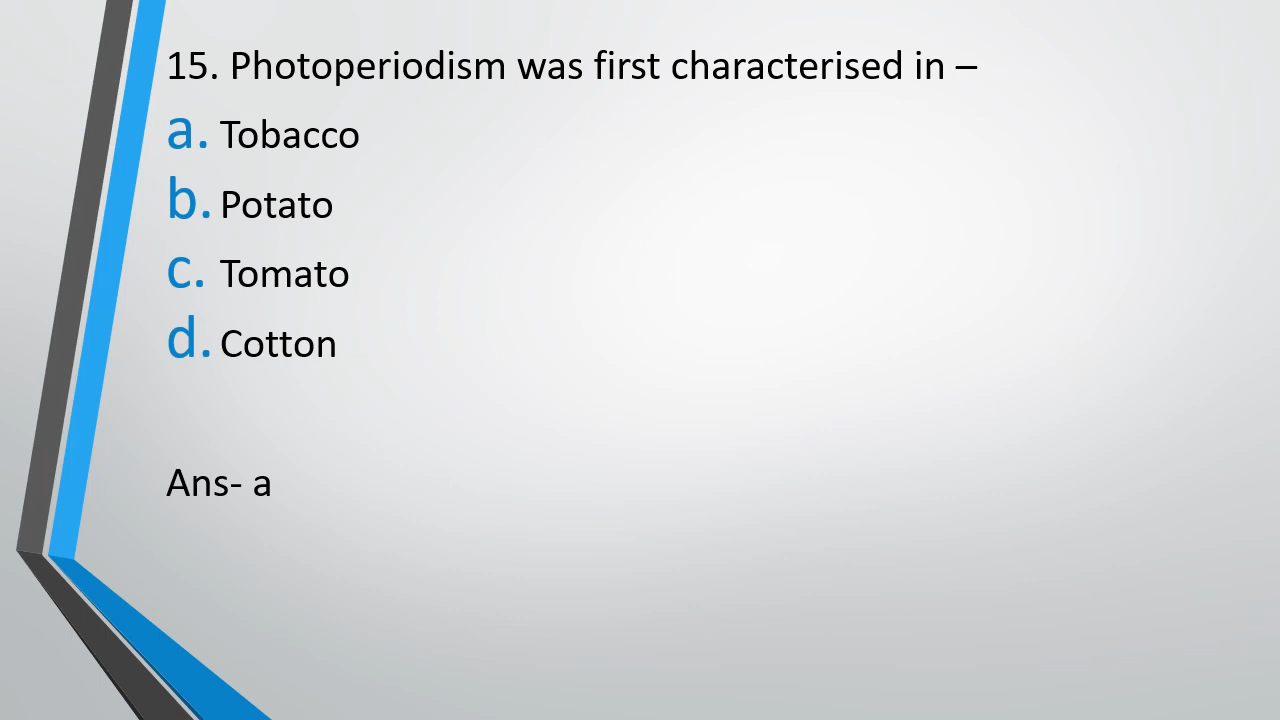 15. Photoperiodism was first characterised in –
a. Tobacco
b. Potato
c. Tomato
d. Cotton
Ans- a